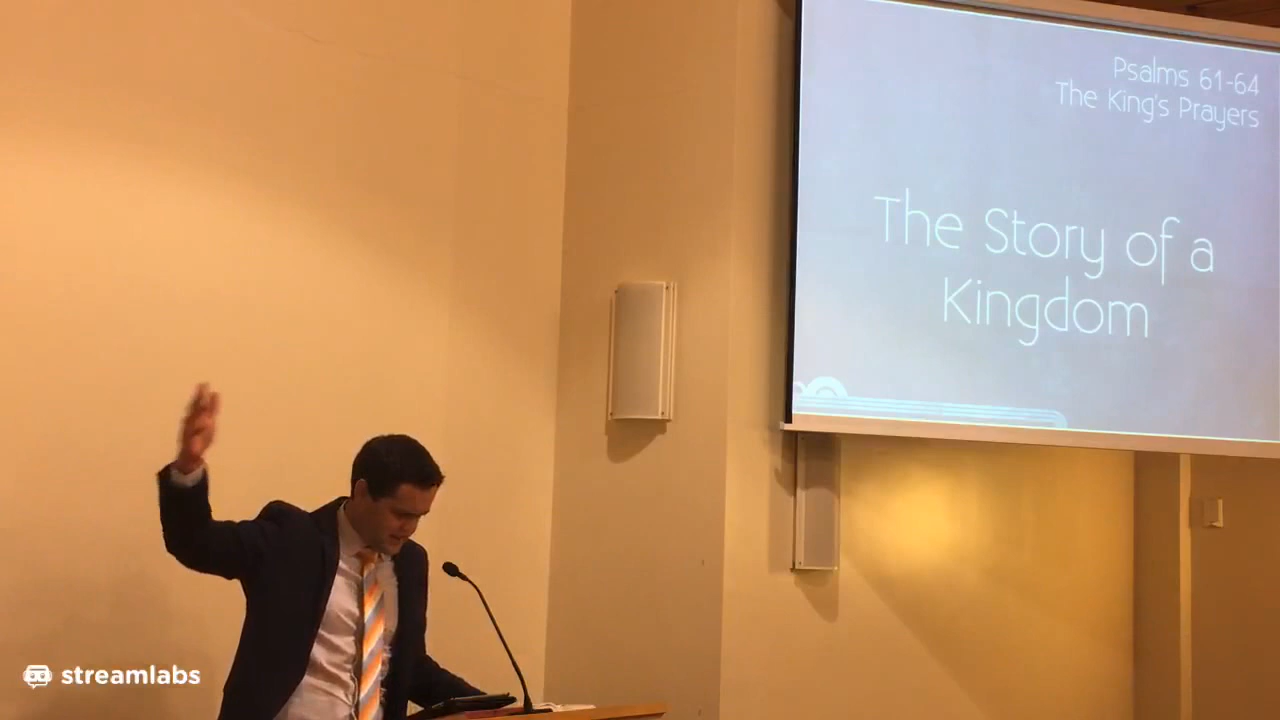 Psalms 61-64
The King's Prayers
The Story of a
Kingdom
streamlabs